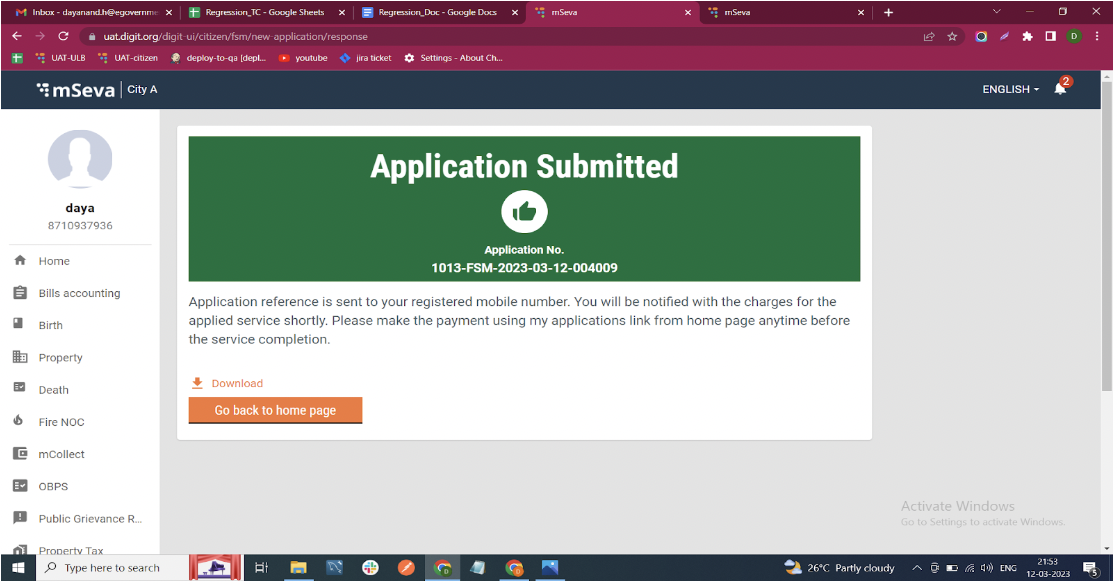 Inbox - dayanand.h@egovernme
Regression_TC - Google Sheets
Regression_Doc - Google Docs
mSeva
mSeva
uat.digit.org/digit-ui/citizen/fsm/new-application/response
D
UAT-ULB
UAT-citizen
deploy-to-qa [depl...
youtube
jira ticket
Settings - About Ch...
mSeva
City A
ENGLISH
2
daya
8710937936
Home
Bills accounting
Birth
Property
Death
Fire NOC
mCollect
OBPS
Public Grievance R...
Property Tax
Application Submitted
Application No.
1013-FSM-2023-03-12-004009
Application reference is sent to your registered mobile number. You will be notified with the charges for the
applied service shortly. Please make the payment using my applications link from home page anytime before
the service completion.
Download
Go back to home page
Activate Windows
Go to Settings to activate Windows.
Type here to search
26°C Partly cloudy
ENG
21:53
12-03-2023
5